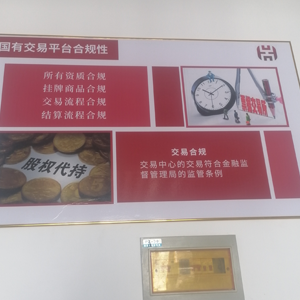 国有交易平台合规性
所有资质合规
挂牌商品合规
交易流程合规
结算流程合规
股权代持
交易合规
交易中心的交易符合金融监
督管理局的监管条例